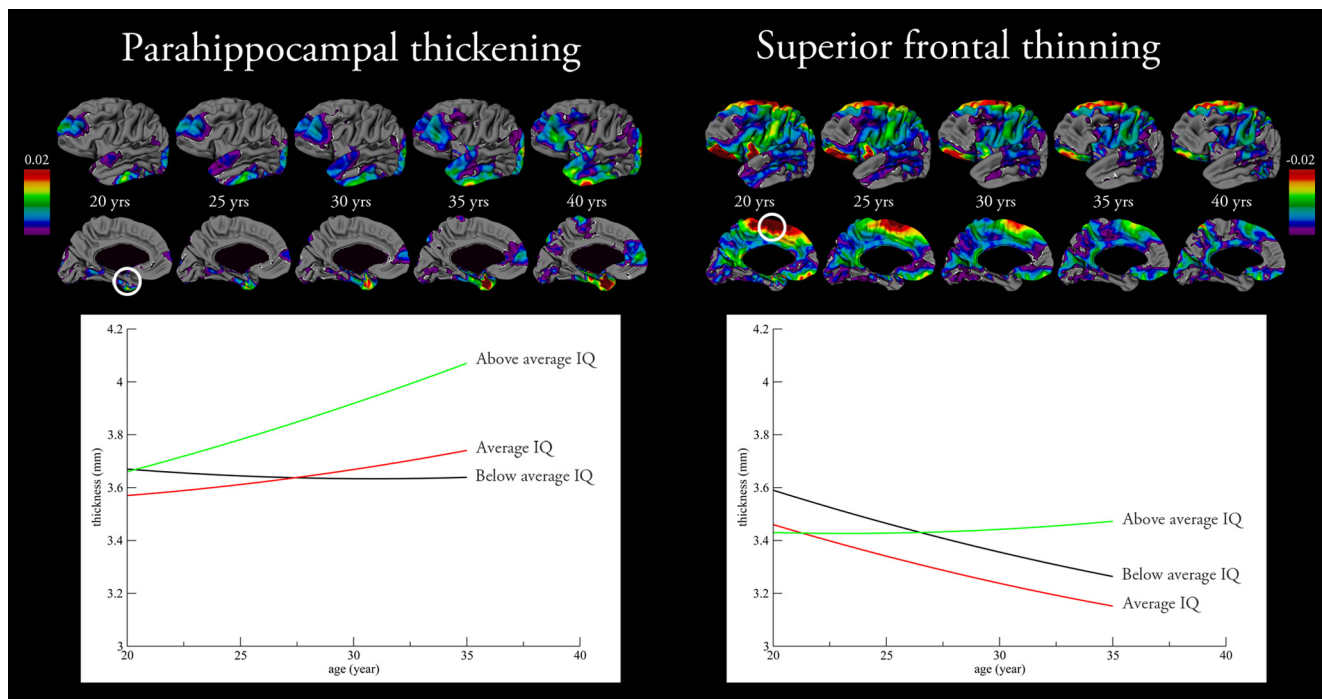 Parahippocampal thickening
Superior frontal thinning
0.02
0
20 yrs
25 yrs
30 yrs
35 yrs
40 yrs
20 yrs
25 yrs
30 yrs
35 yrs
40 yrs
-0.02
0
4.2
4
3.8
3.6
3.4
3.2
3
thickness (mm)
Above average IQ
Average IQ
Below average IQ
20
25
30
35
40
age (year)
4.2
4
3.8
3.6
3.4
3.2
3
thickness (mm)
Above average IQ
Below average IQ
Average IQ
20
25
30
35
40
age (year)